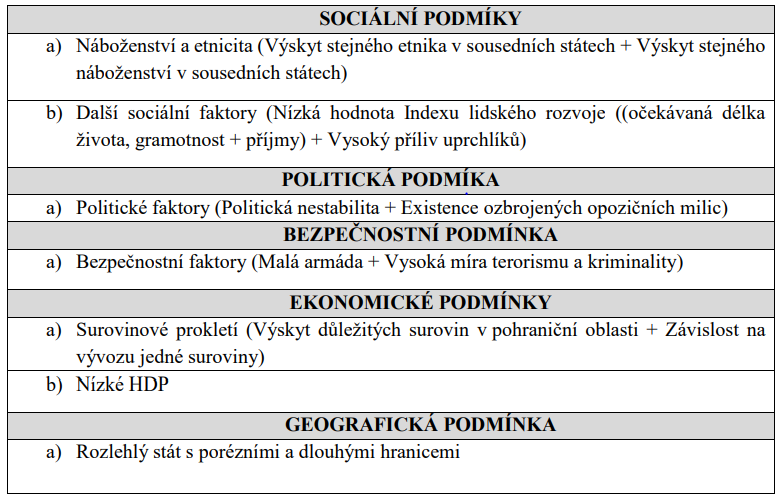 SOCIÁLNÍ PODMÍKY
a) Náboženství a etnicita (Výskyt stejného etnika v sousedních státech + Výskyt stejného
náboženství v sousedních státech)
b) Další sociální faktory (Nízká hodnota Indexu lidského rozvoje ((očekávaná délka
života, gramotnost + příjmy) + Vysoký příliv uprchlíků)
POLITICKÁ PODMÍKA
a) Politické faktory (Politická nestabilita + Existence ozbrojených opozičních milic)
BEZPEČNOSTNÍ PODMÍNKA
a) Bezpečnostní faktory (Malá armáda + Vysoká míra terorismu a kriminality)
EKONOMICKÉ PODMÍNKY
a) Surovinové prokletí (Výskyt důležitých surovin v pohraniční oblasti + Závislost na
vývozu jedné suroviny)
b) Nízké HDP
GEOGRAFICKÁ PODMÍNKA
a) Rozlehlý stát s porézními a dlouhými hranicemi